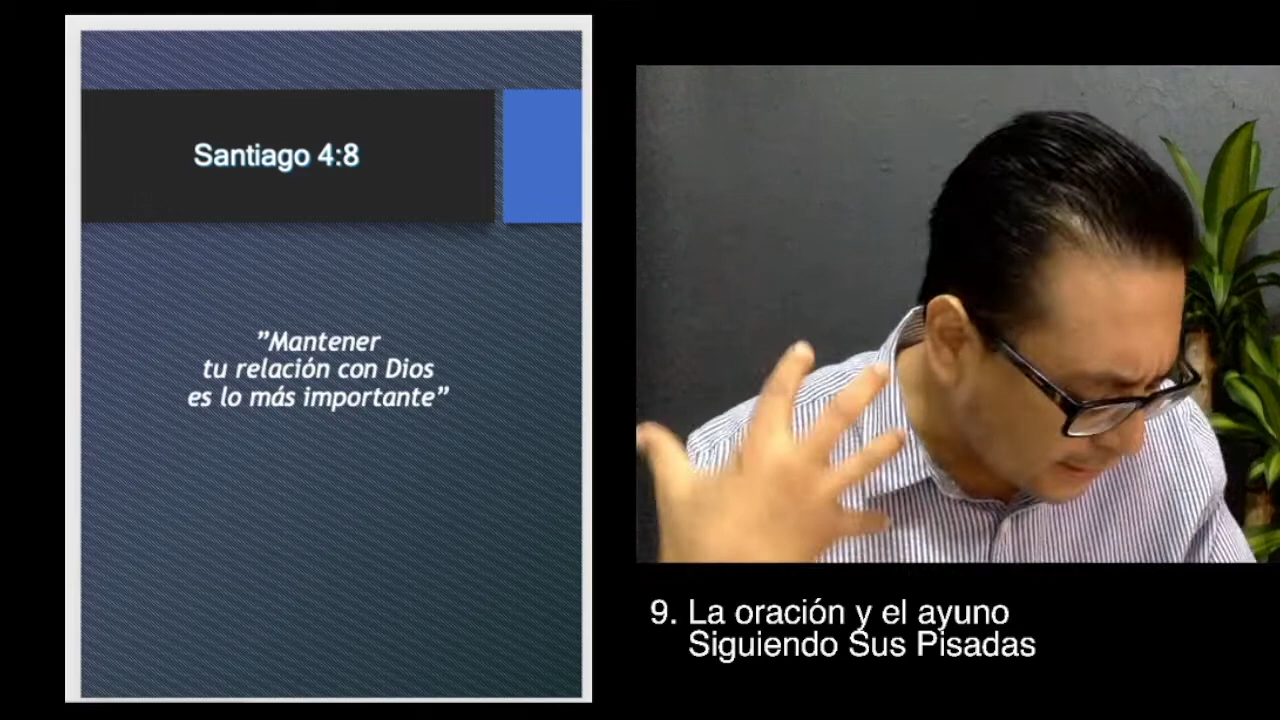 Santiago 4:8
”Mantener
tu relación con Dios
es lo más importante”
9. La oración y el ayuno
Siguiendo Sus Pisadas